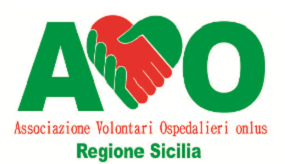 AVO
Associazione Volontari Ospedalieri onlus
Regione Sicilia